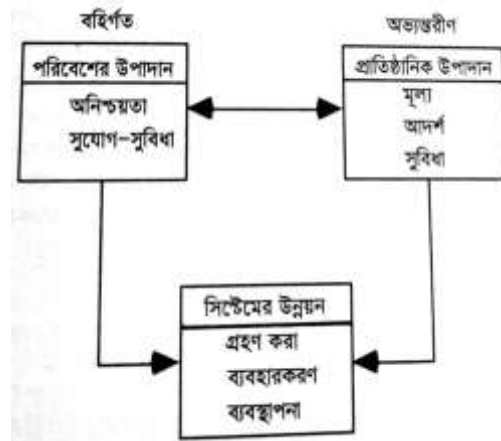 বহির্গত
পরিবেশের উপাদান
অনিশ্চয়তা
সুযোগ-সুবিধা
অভ্যন্তরীণ
প্রাতিষ্ঠানিক উপাদান
মূল্য
আদর্শ
সুবিধা
সিস্টেমের উন্নয়ন
গ্রহণ করা
ব্যবহারকরণ
ব্যবস্থাপনা